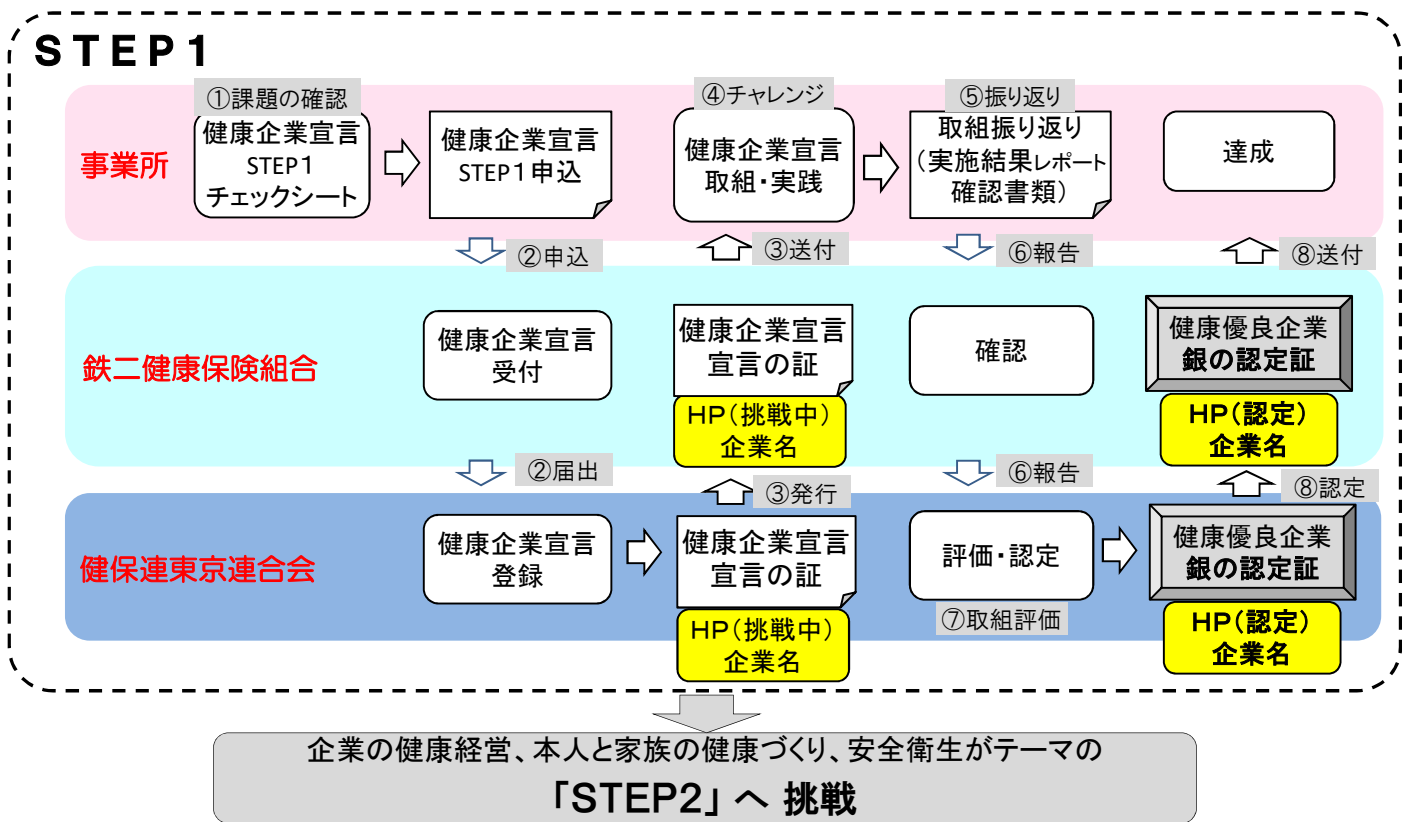 STEP1
事業所
①課題の確認
健康企業宣言
STEP1
チェックシート
健康企業宣言
STEP1申込
④チャレンジ
健康企業宣言
取組・実践
⑤振り返り
取組振り返り
(実施結果レポート
確認書類)
達成
②申込
③送付
⑥報告
⑧送付
鉄二健康保険組合
健康企業宣言
受付
健康企業宣言
宣言の証
HP(挑戦中)
企業名
確認
健康優良企業
銀の認定証
HP(認定)
企業名
②届出
③発行
⑥報告
⑧認定
健保連東京連合会
健康企業宣言
登録
健康企業宣言
宣言の証
HP(挑戦中)
企業名
評価・認定
⑦取組評価
健康優良企業
銀の認定証
HP(認定)
企業名
企業の健康経営、本人と家族の健康づくり、安全衛生がテーマの
「STEP2」へ 挑戦